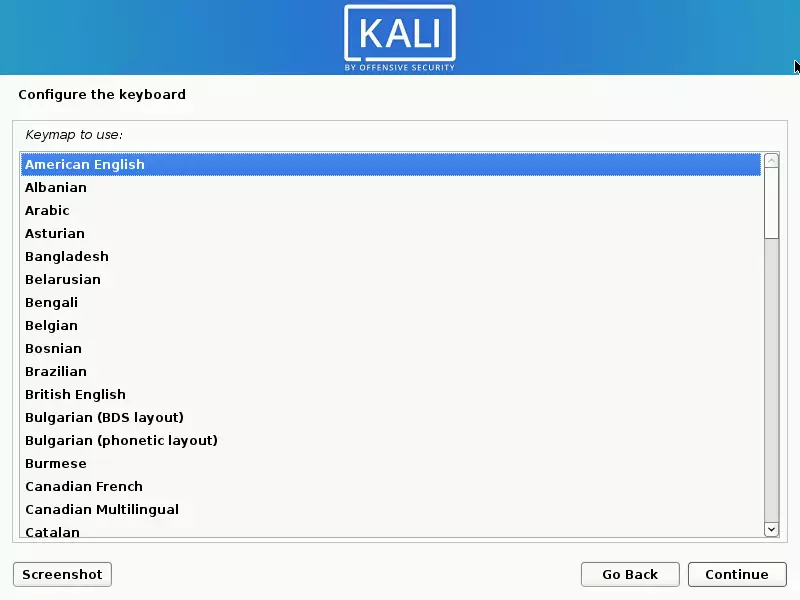 KALI
BY OFFENSIVE SECURITY
Configure the keyboard
Keymap to use:
American English
Albanian
Arabic
Asturian
Bangladesh
Belarusian
Bengali
Belgian
Bosnian
Brazilian
British English
Bulgarian (BDS layout)
Bulgarian (phonetic layout)
Burmese
Canadian French
Canadian Multilingual
Catalan
Screenshot
Go Back
Continue